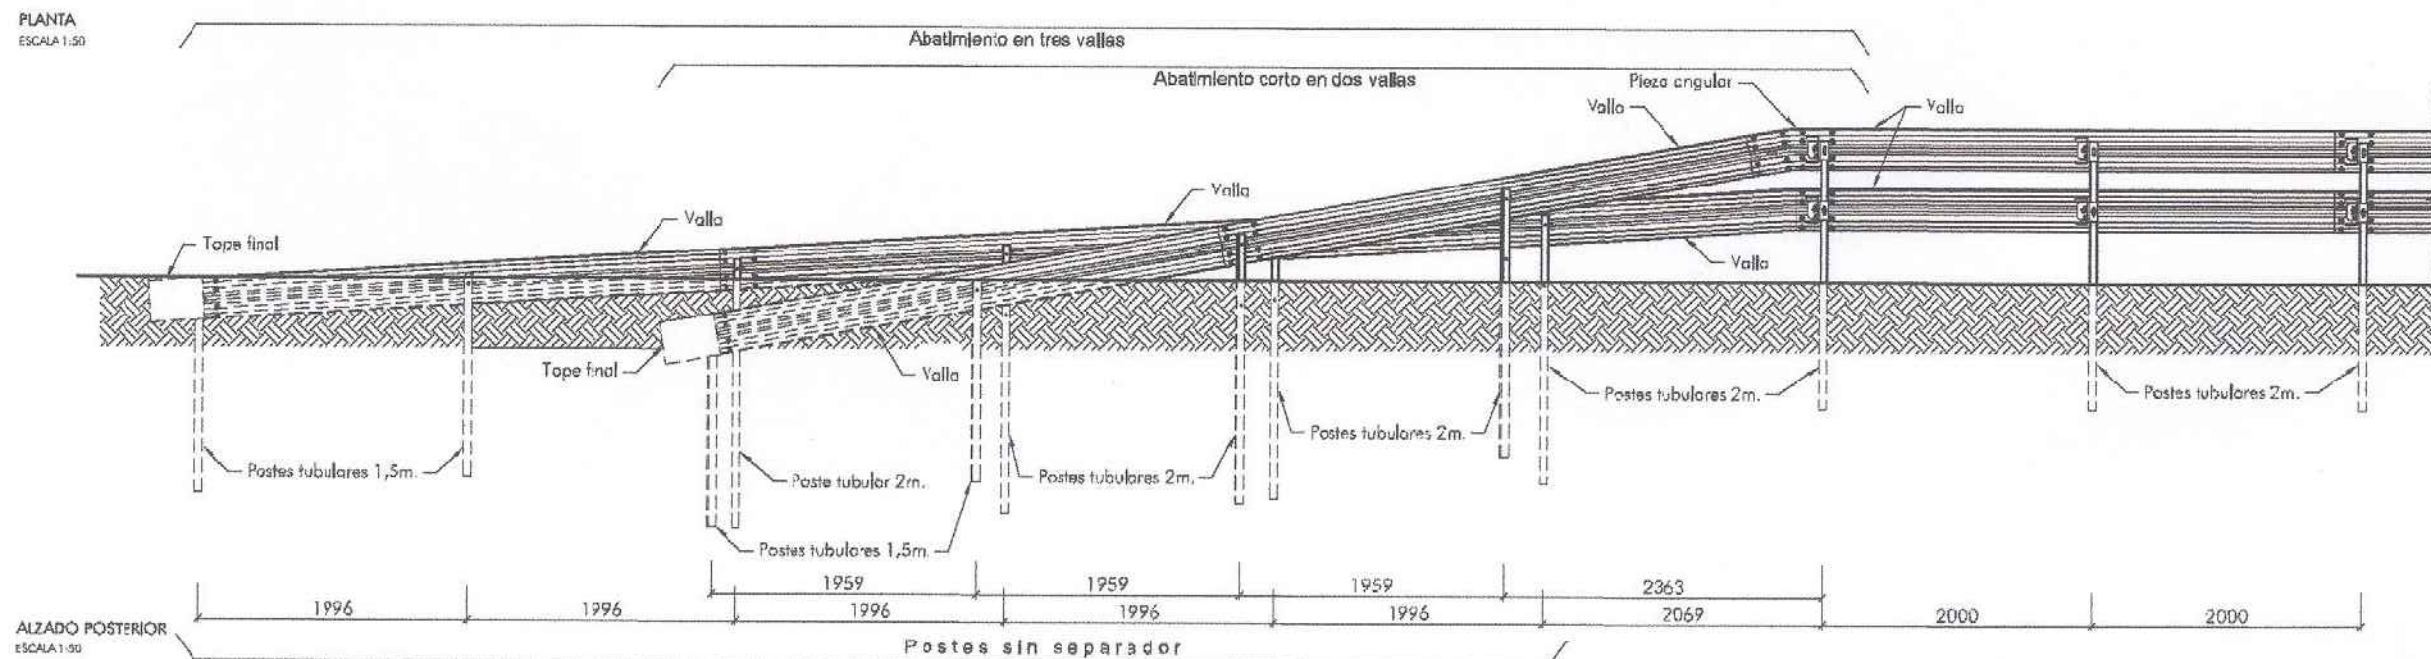 PLANTA
ESCALA 1:50
Abatimiento en tres vallas
Abatimiento corto en dos vallas
Pieza angular
Valla
Valla
Valla
Valla
Tope final
Valla
Tope final
Valla
Postes tubulares 2m.
Postes tubulares 2m.
Postes tubulares 2m.
Postes tubulares 1,5m.
Poste tubular 2m.
Postes tubulares 2m.
Postes tubulares 1,5m.
1959
1959
1959
2363
1996
1996
1996
1996
1996
2069
2000
2000
ALZADO POSTERIOR
ESCALA 1:50
Postes sin separador